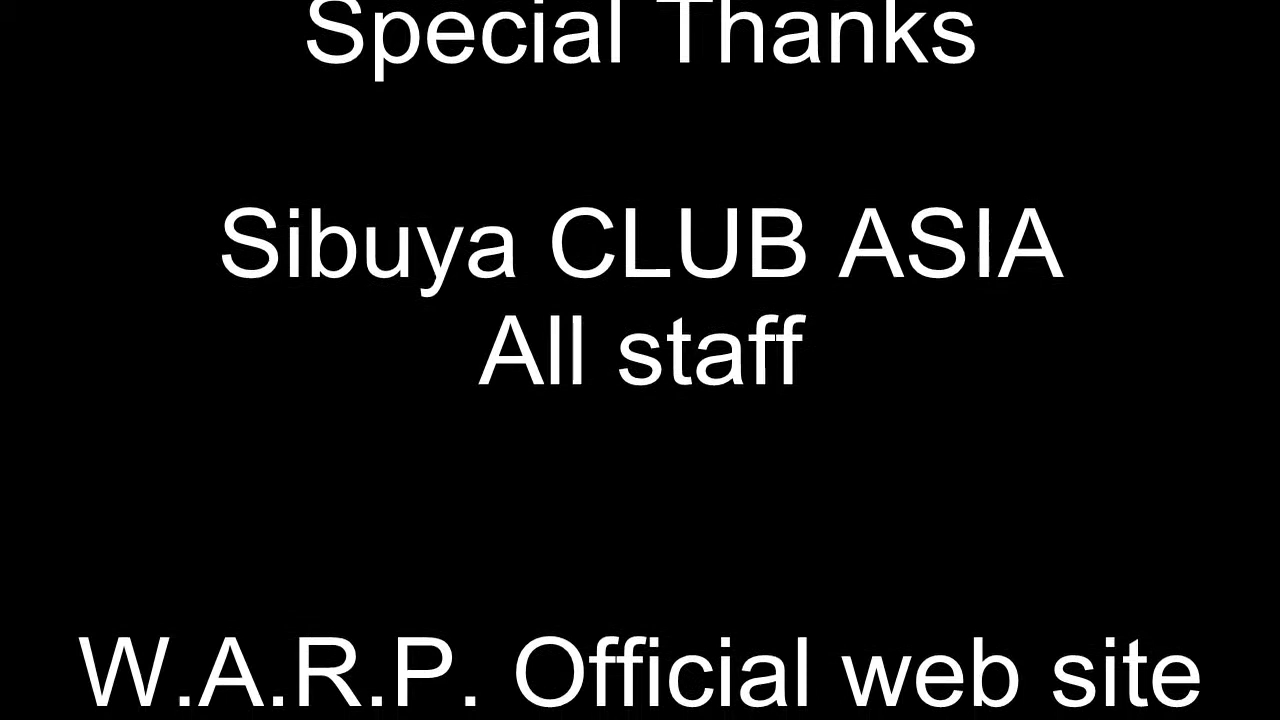 Special Thanks
Sibuya CLUB ASIA
All staff
W.A.R.P. Official web site